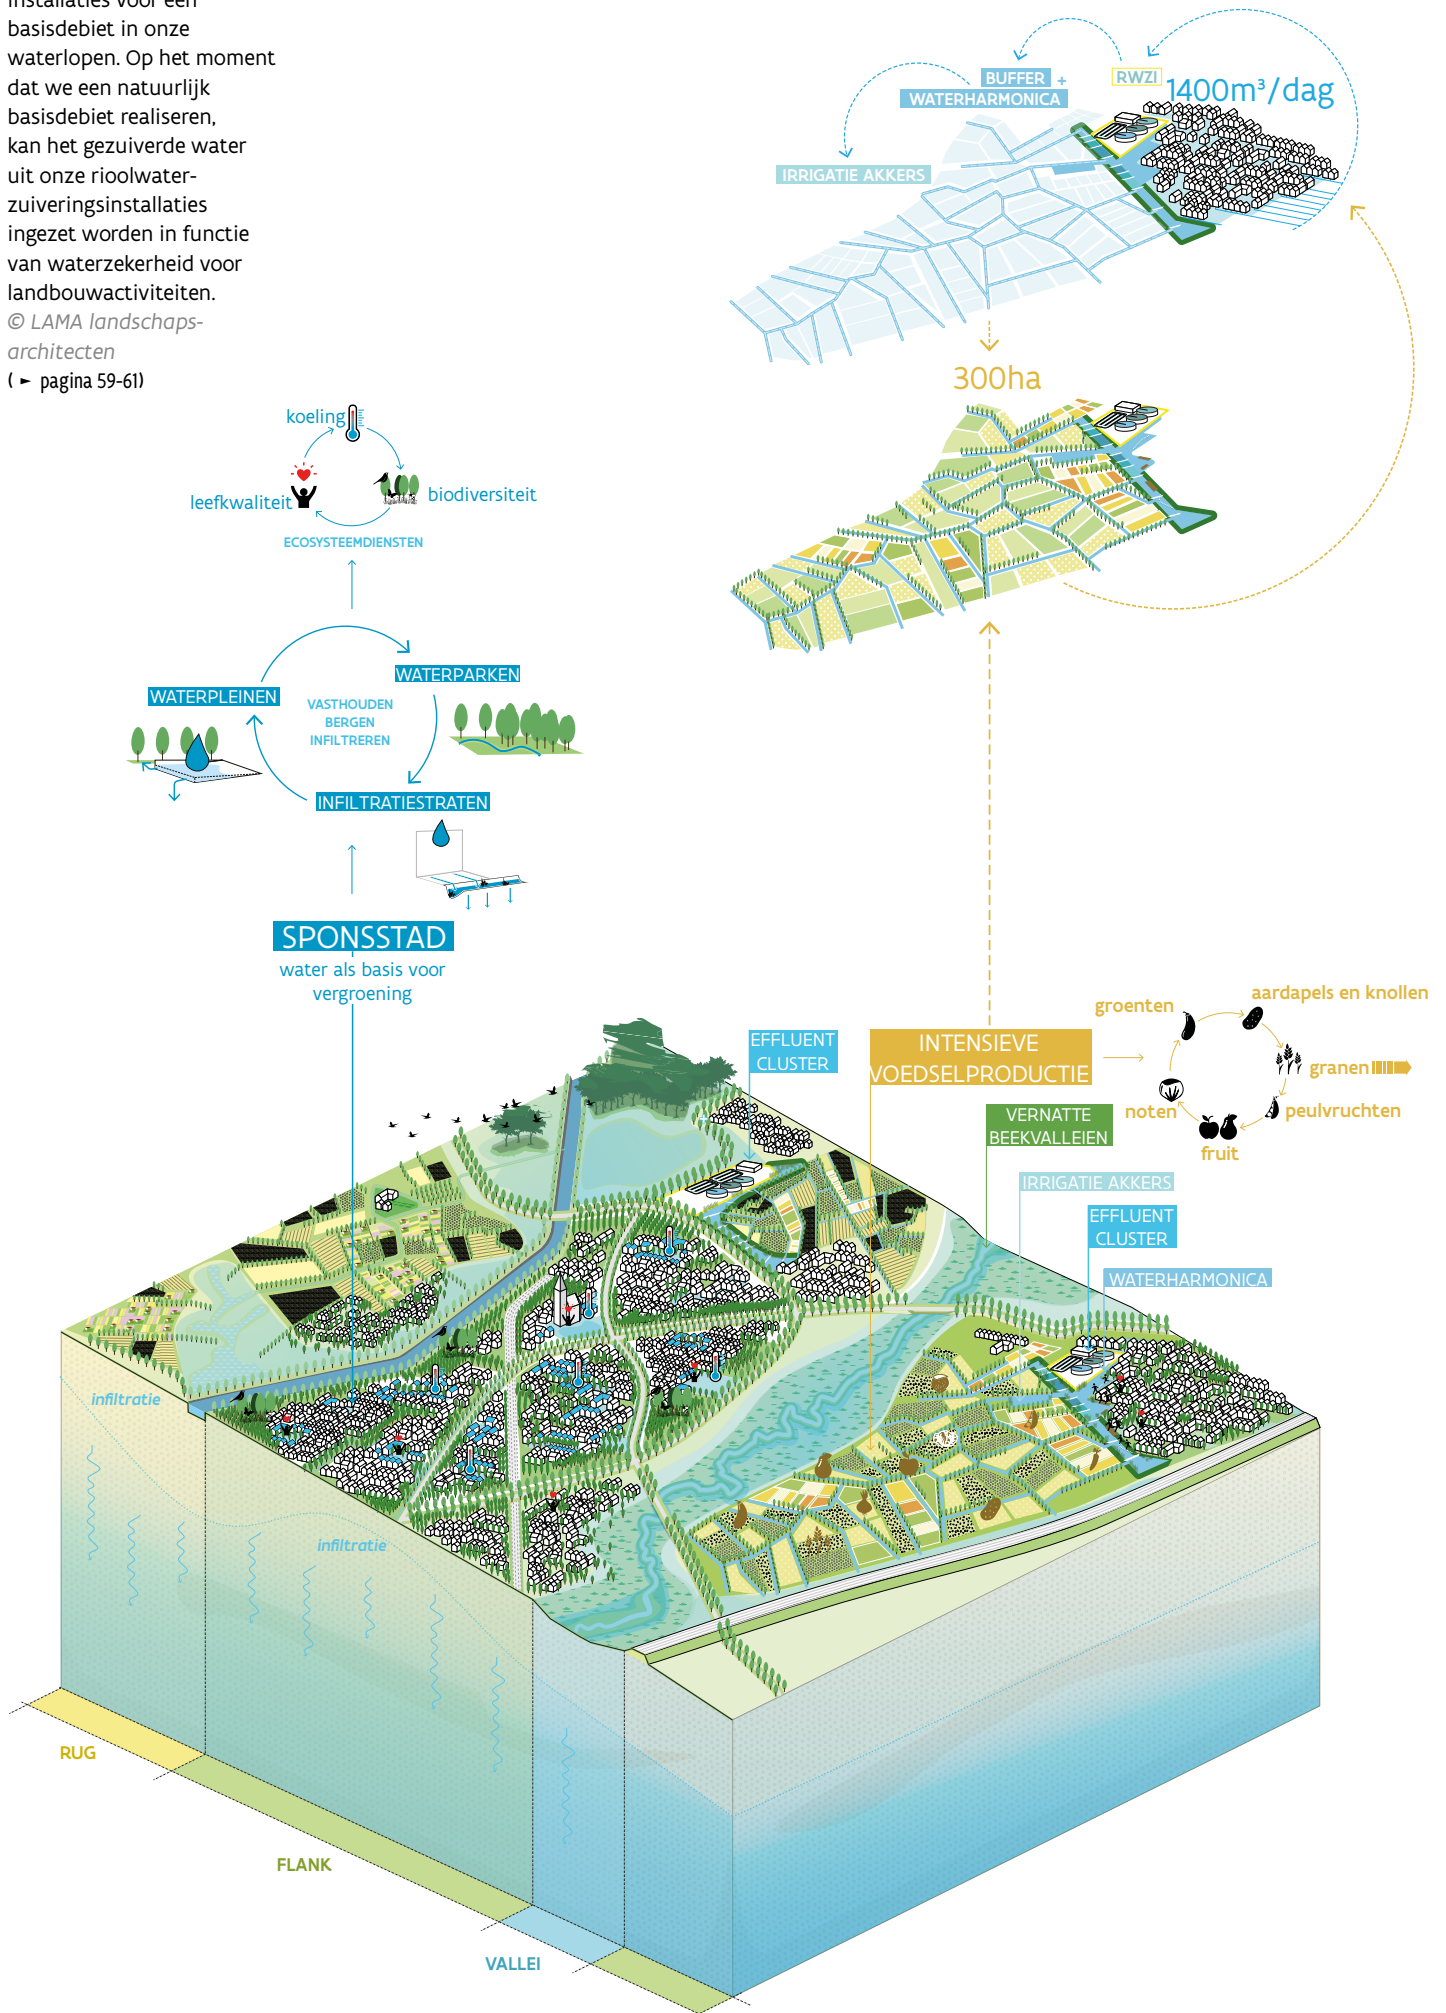 installaties voor een
basisdebiet in onze
waterlopen. Op het moment
dat we een natuurlijk
basisdebiet realiseren,
kan het gezuiverde water
uit onze rioolwater-
zuiveringsinstallaties
ingezet worden in functie
van waterzekerheid voor
landbouwactiviteiten.
© LAMA landschaps-
architecten
( ► pagina 59-61)
BUFFER +
WATERHARMONICA
RWZI
1400m³/dag
IRRIGATIE AKKERS
300ha
koeling
leefkwaliteit
biodiversiteit
ECOSYSTEEMDIENSTEN
WATERPARKEN
WATERPLEINEN
VASTHOUDEN
BERGEN
INFILTREREN
INFILTRATIESTRATEN
SPONSSTAD
water als basis voor
vergroening
EFFLUENT
CLUSTER
INTENSIEVE
VOEDSELPRODUCTIE
groenten
aardapels en knollen
granen
peulvruchten
fruit
noten
VERNATTE
BEEKVALLEIEN
IRRIGATIE AKKERS
EFFLUENT
CLUSTER
WATERHARMONICA
infiltratie
infiltratie
RUG
FLANK
VALLEI